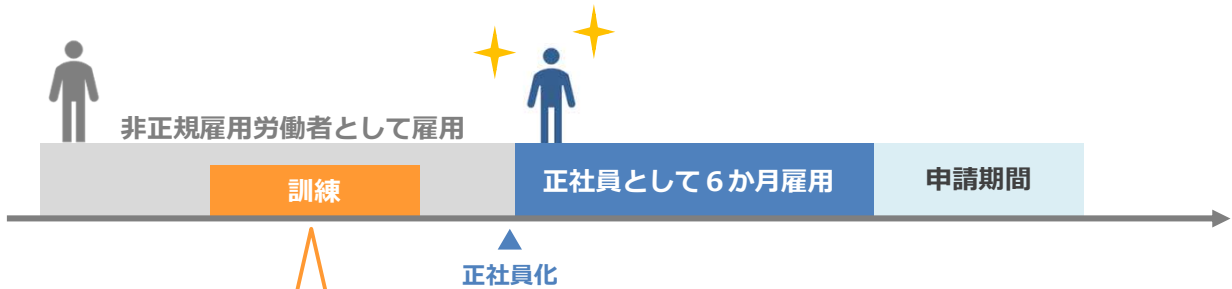 非正規雇用労働者として雇用
訓練
正社員として６か月雇用
申請期間
正社員化